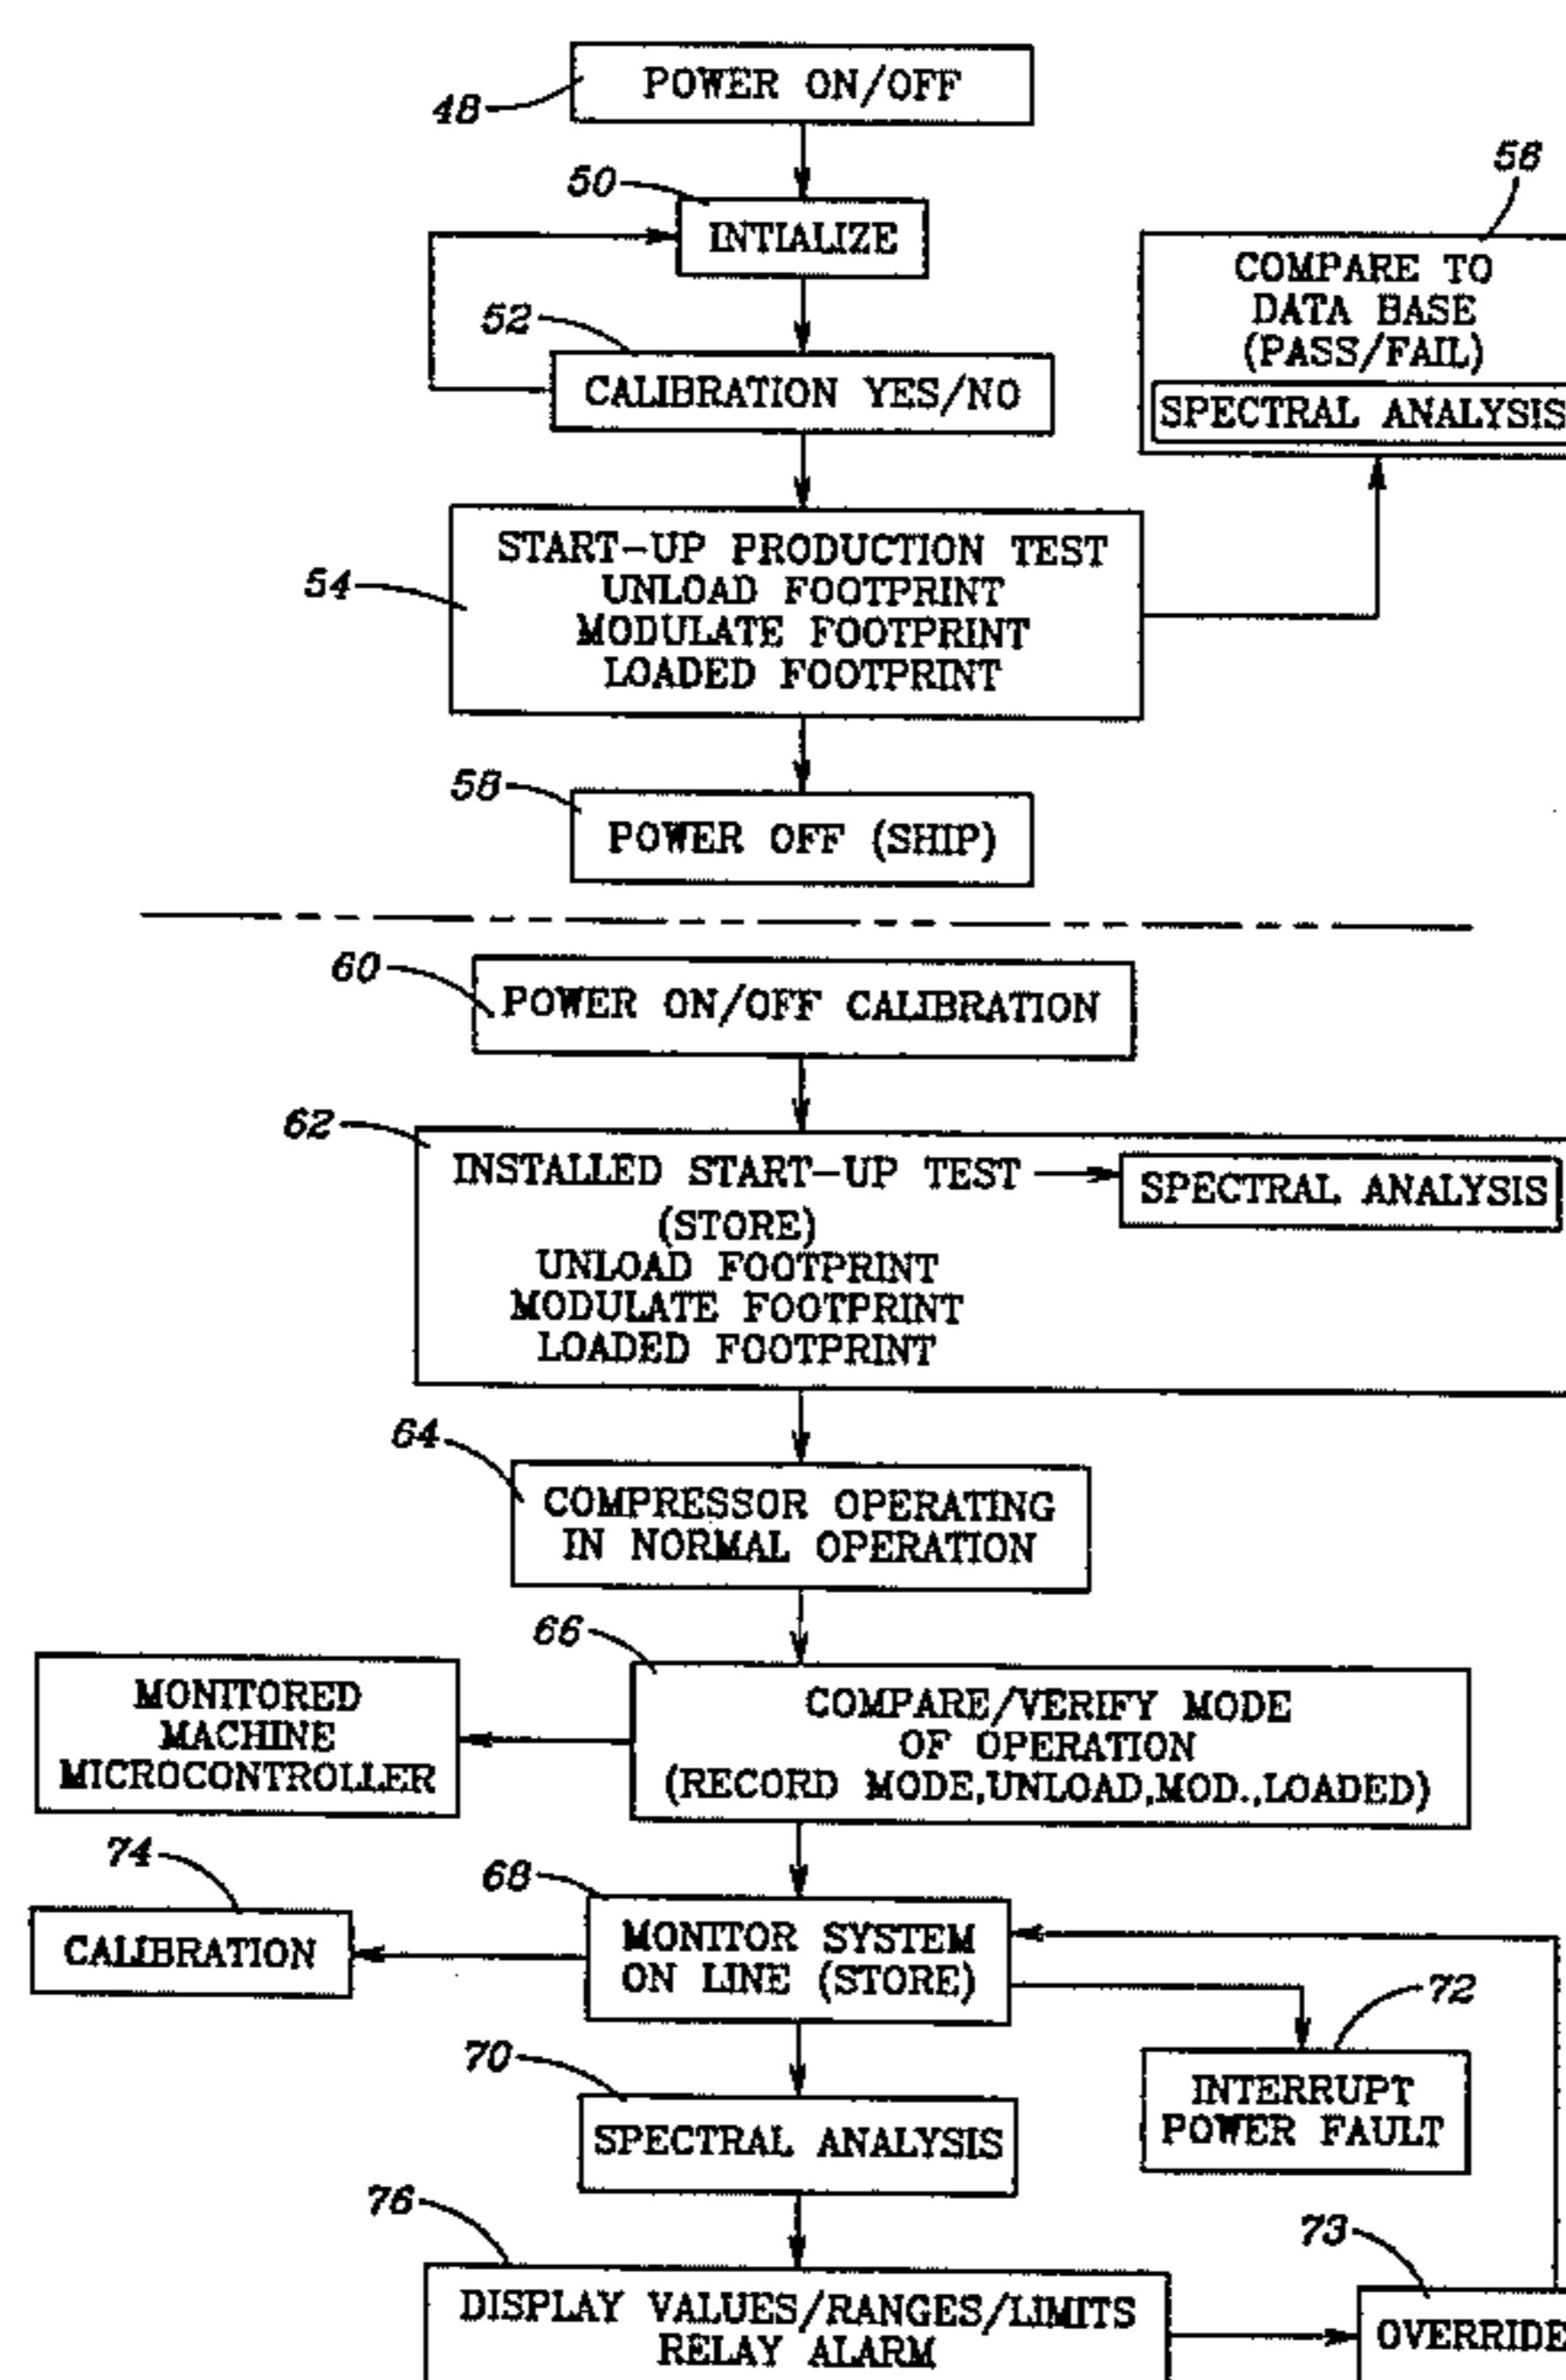 48
POWER ON/OFF
50
INTIALIZE
52
CALIBRATION YES/NO
56
COMPARE TO
DATA BASE
(PASS/FAIL)
SPECTRAL ANALYSIS
54
START-UP PRODUCTION TEST
UNLOAD FOOTPRINT
MODULATE FOOTPRINT
LOADED FOOTPRINT
58
POWER OFF (SHIP)
60
POWER ON/OFF CALIBRATION
62
INSTALLED START-UP TEST
SPECTRAL ANALYSIS
(STORE)
UNLOAD FOOTPRINT
MODULATE FOOTPRINT
LOADED FOOTPRINT
64
COMPRESSOR OPERATING
IN NORMAL OPERATION
66
COMPARE/VERIFY MODE
OF OPERATION
(RECORD MODE,UNLOAD,MOD.,LOADED)
MONITORED
MACHINE
MICROCONTROLLER
74
CALIBRATION
68
MONITOR SYSTEM
ON LINE (STORE)
72
INTERRUPT
POWER FAULT
70
SPECTRAL ANALYSIS
76
DISPLAY VALUES/RANGES/LIMITS
RELAY ALARM
73
OVERRIDE